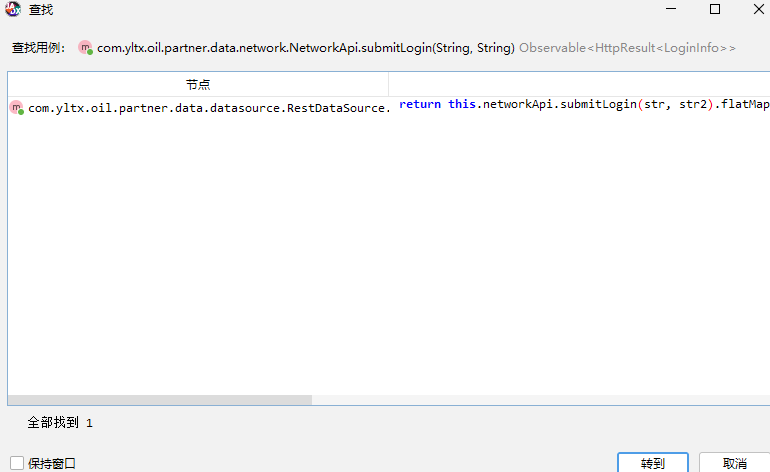 查找
查找用例: com.yltx.oil.partner.data.network.NetworkApi.submitLogin(String, String) Observable<HttpResult<LoginInfo>>
节点
com.yltx.oil.partner.data.datasource.RestDataSource. return this.networkApi.submitLogin(str, str2).flatMap
全部找到 1
保持窗口 转到 取消